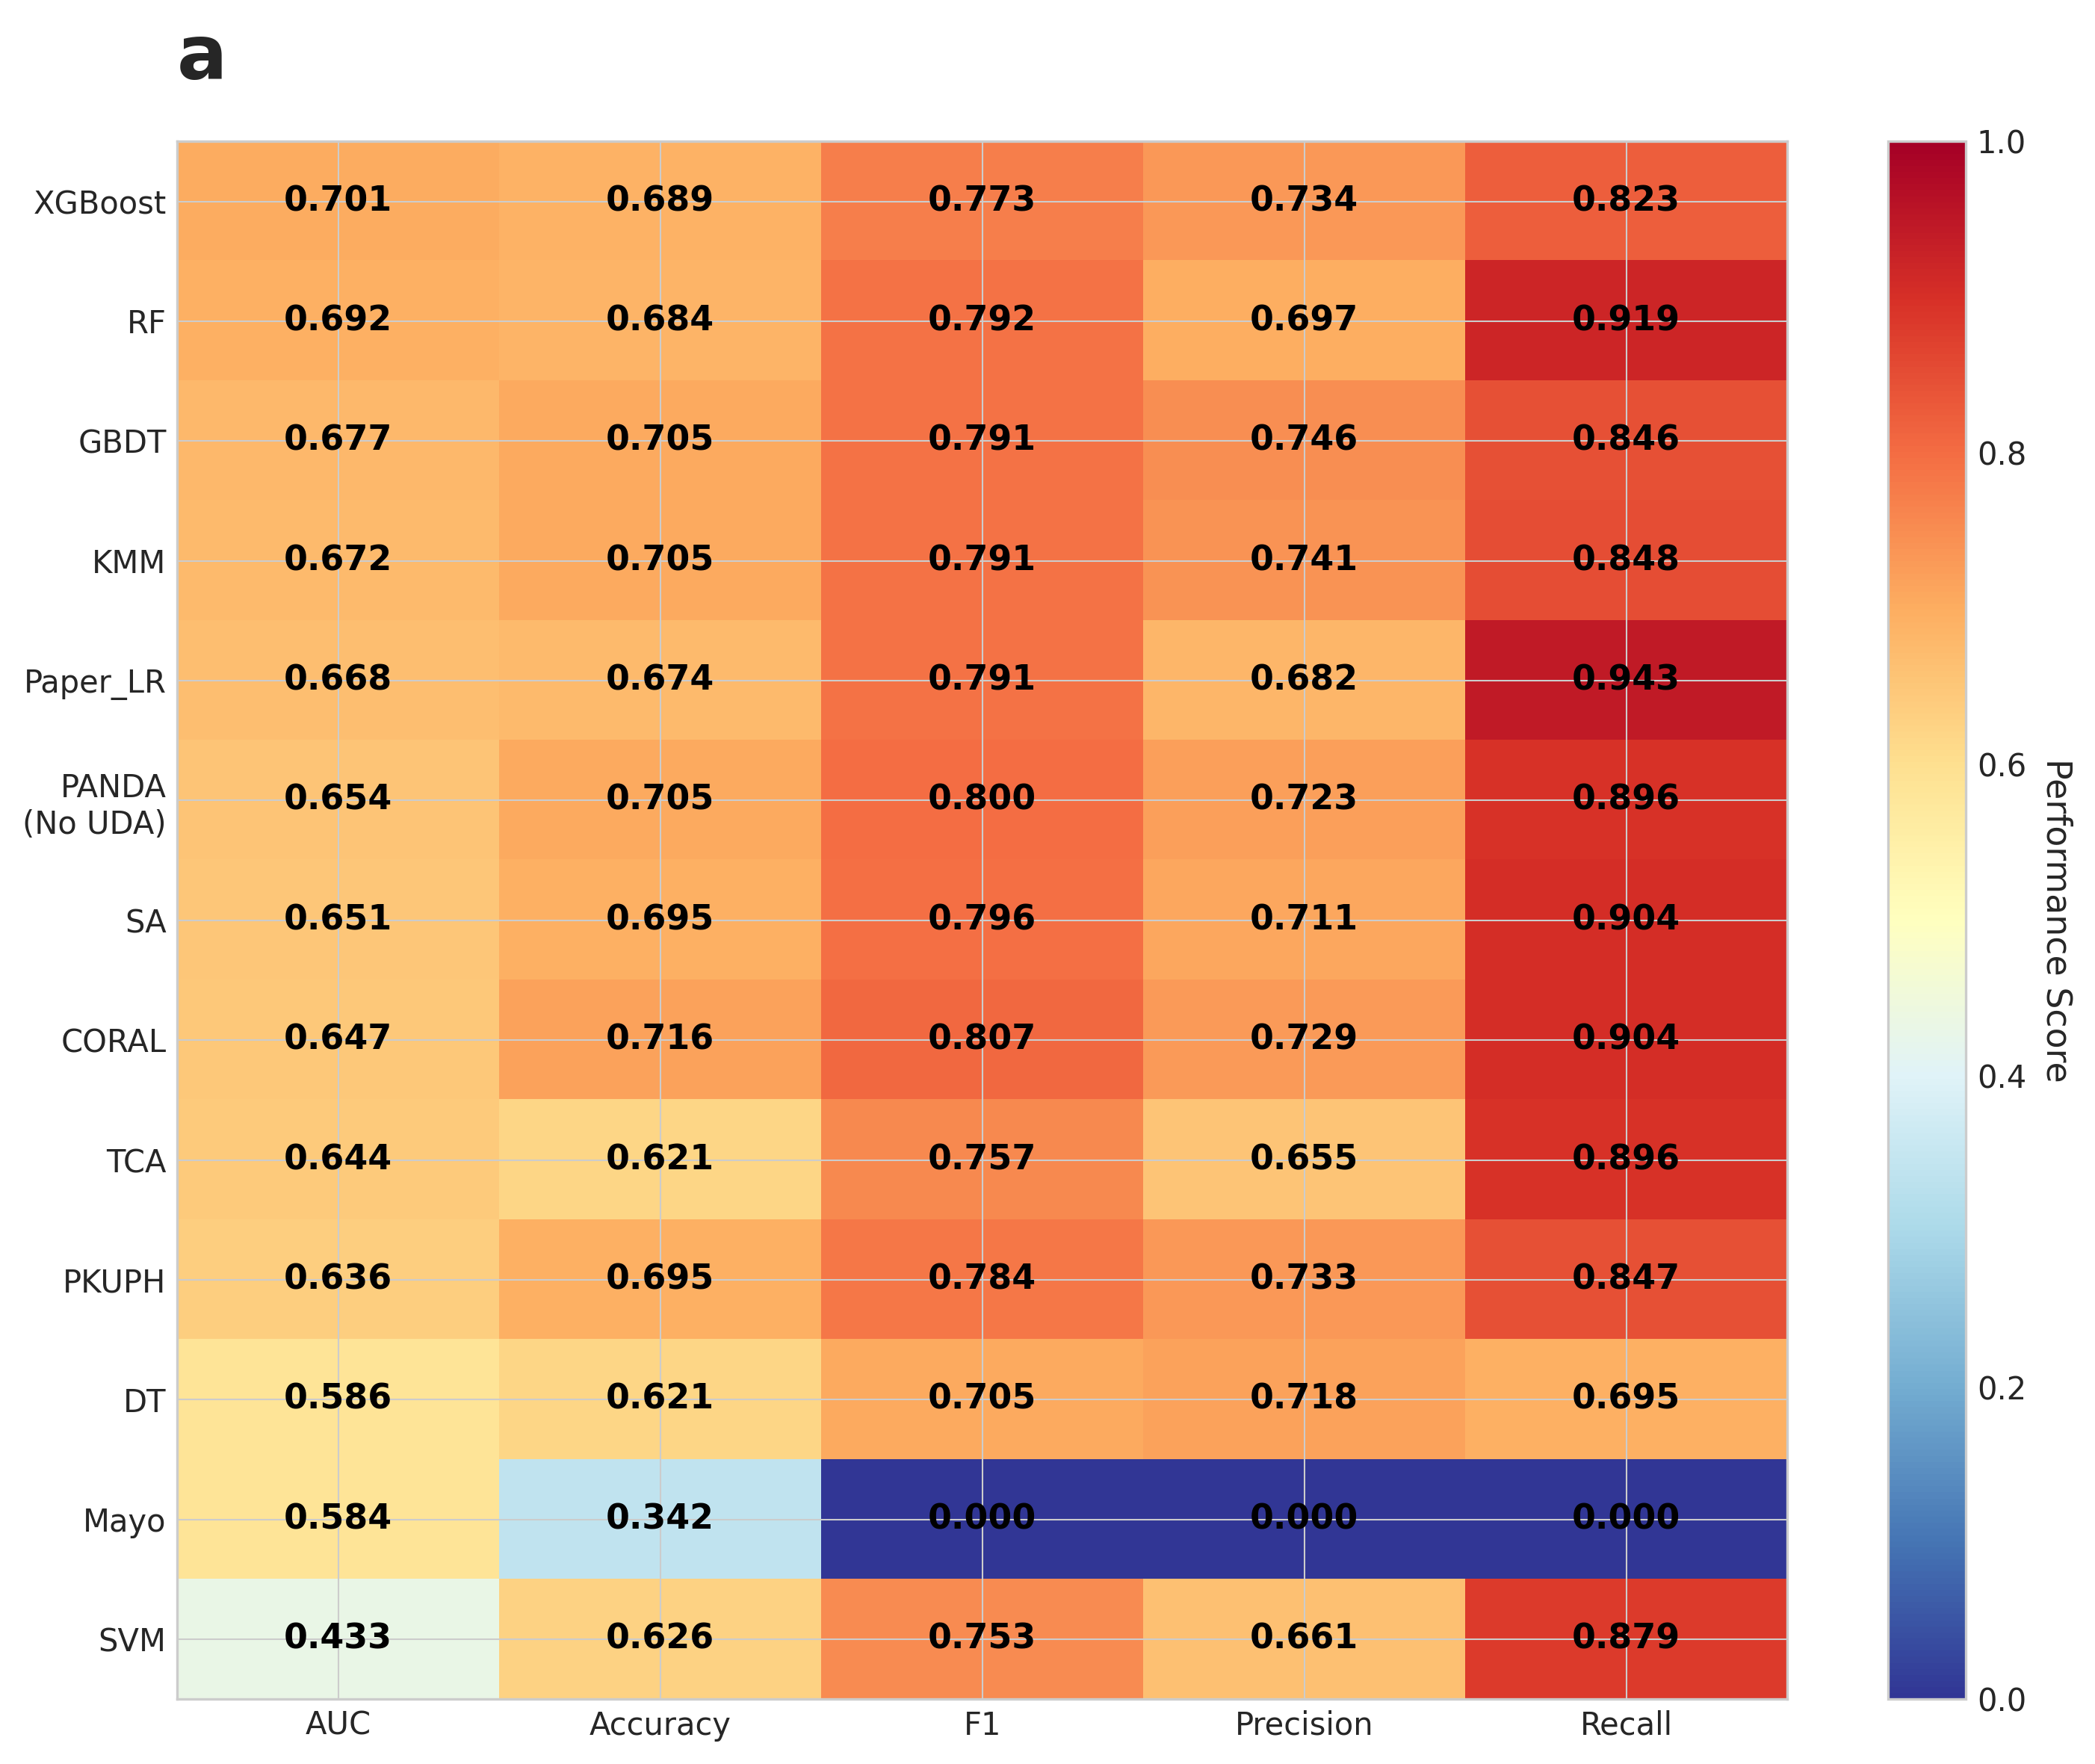 a
XGBoost 0.701 0.689 0.773 0.734 0.823
RF 0.692 0.684 0.792 0.697 0.919
GBDT 0.677 0.705 0.791 0.746 0.846
KMM 0.672 0.705 0.791 0.741 0.848
Paper_LR 0.668 0.674 0.791 0.682 0.943
PANDA
(No UDA) 0.654 0.705 0.800 0.723 0.896
SA 0.651 0.695 0.796 0.711 0.904
CORAL 0.647 0.716 0.807 0.729 0.904
TCA 0.644 0.621 0.757 0.655 0.896
PKUPH 0.636 0.695 0.784 0.733 0.847
DT 0.586 0.621 0.705 0.718 0.695
Mayo 0.584 0.342 0.000 0.000 0.000
SVM 0.433 0.626 0.753 0.661 0.879
AUC Accuracy F1 Precision Recall
1.0
0.8
0.6
0.4
0.2
0.0
Performance Score